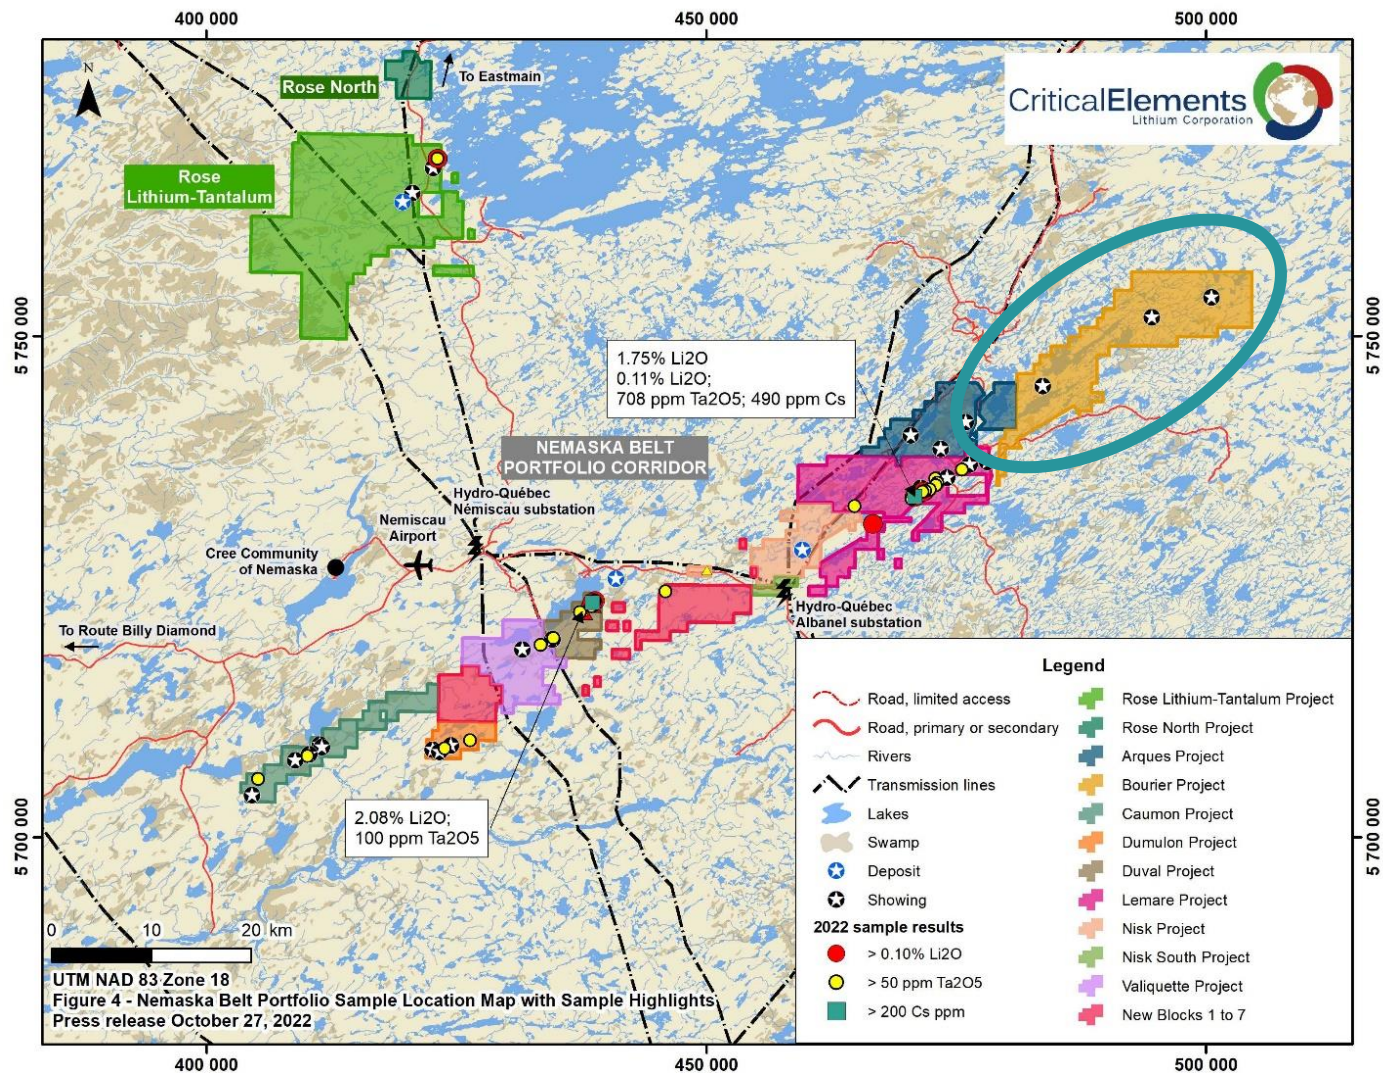 400 000
450 000
500 000
N
To Eastmain
Rose North
CriticalElements
Lithium Corporation
Rose
Lithium-Tantalum
5 750 000
5 750 000
1.75% Li2O
0.11% Li2O;
708 ppm Ta2O5; 490 ppm Cs
NEMASKA BELT
PORTFOLIO CORRIDOR
Hydro-Québec
Némiscau substation
Nemiscau
Airport
Cree Community
of Nemaska
Hydro-Québec
Albanel substation
To Route Billy Diamond
2.08% Li2O;
100 ppm Ta2O5
5 700 000
5 700 000
Legend
Road, limited access
Road, primary or secondary
Rivers
Transmission lines
Lakes
Swamp
Deposit
Showing
2022 sample results
> 0.10% Li2O
> 50 ppm Ta2O5
> 200 Cs ppm
Rose Lithium-Tantalum Project
Rose North Project
Arques Project
Bourier Project
Caumon Project
Dumulon Project
Duval Project
Lemare Project
Nisk Project
Nisk South Project
Valiquette Project
New Blocks 1 to 7
0 10 20 km
UTM NAD 83 Zone 18
Figure 4 - Nemaska Belt Portfolio Sample Location Map with Sample Highlights
Press release October 27, 2022
400 000
450 000
500 000